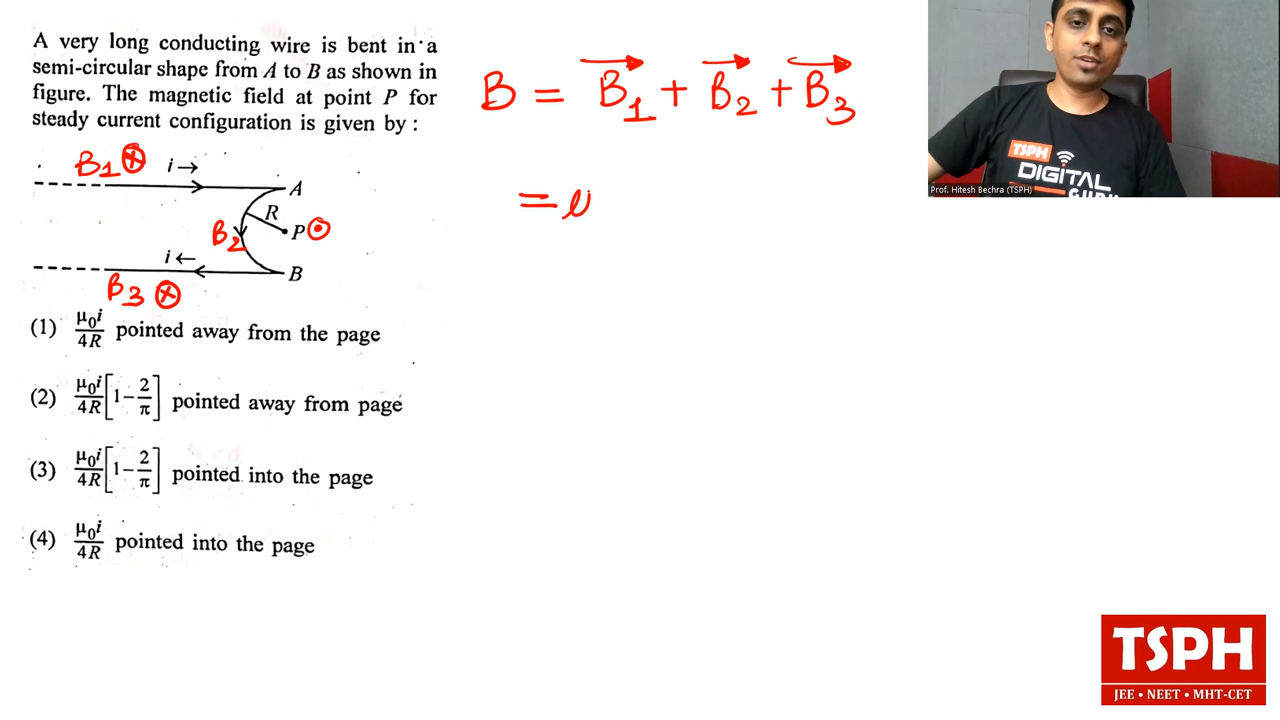 A very long conducting wire is bent in a
semi-circular shape from A to B as shown in
figure. The magnetic field at point P for
steady current configuration is given by :
B = B₁ + B₂ + B₃
=
B₁ ⊗ i→
A
R
B₂ P ⊙
i←
B
B₃ ⊗
(1) μ₀i/4R pointed away from the page
(2) μ₀i/4R [1 − 2/π] pointed away from page
(3) μ₀i/4R [1 − 2/π] pointed into the page
(4) μ₀i/4R pointed into the page
TSPH
DIGITAL
Prof. Hitesh Bechra (TSPH)
TSPH
JEE • NEET • MHT-CET